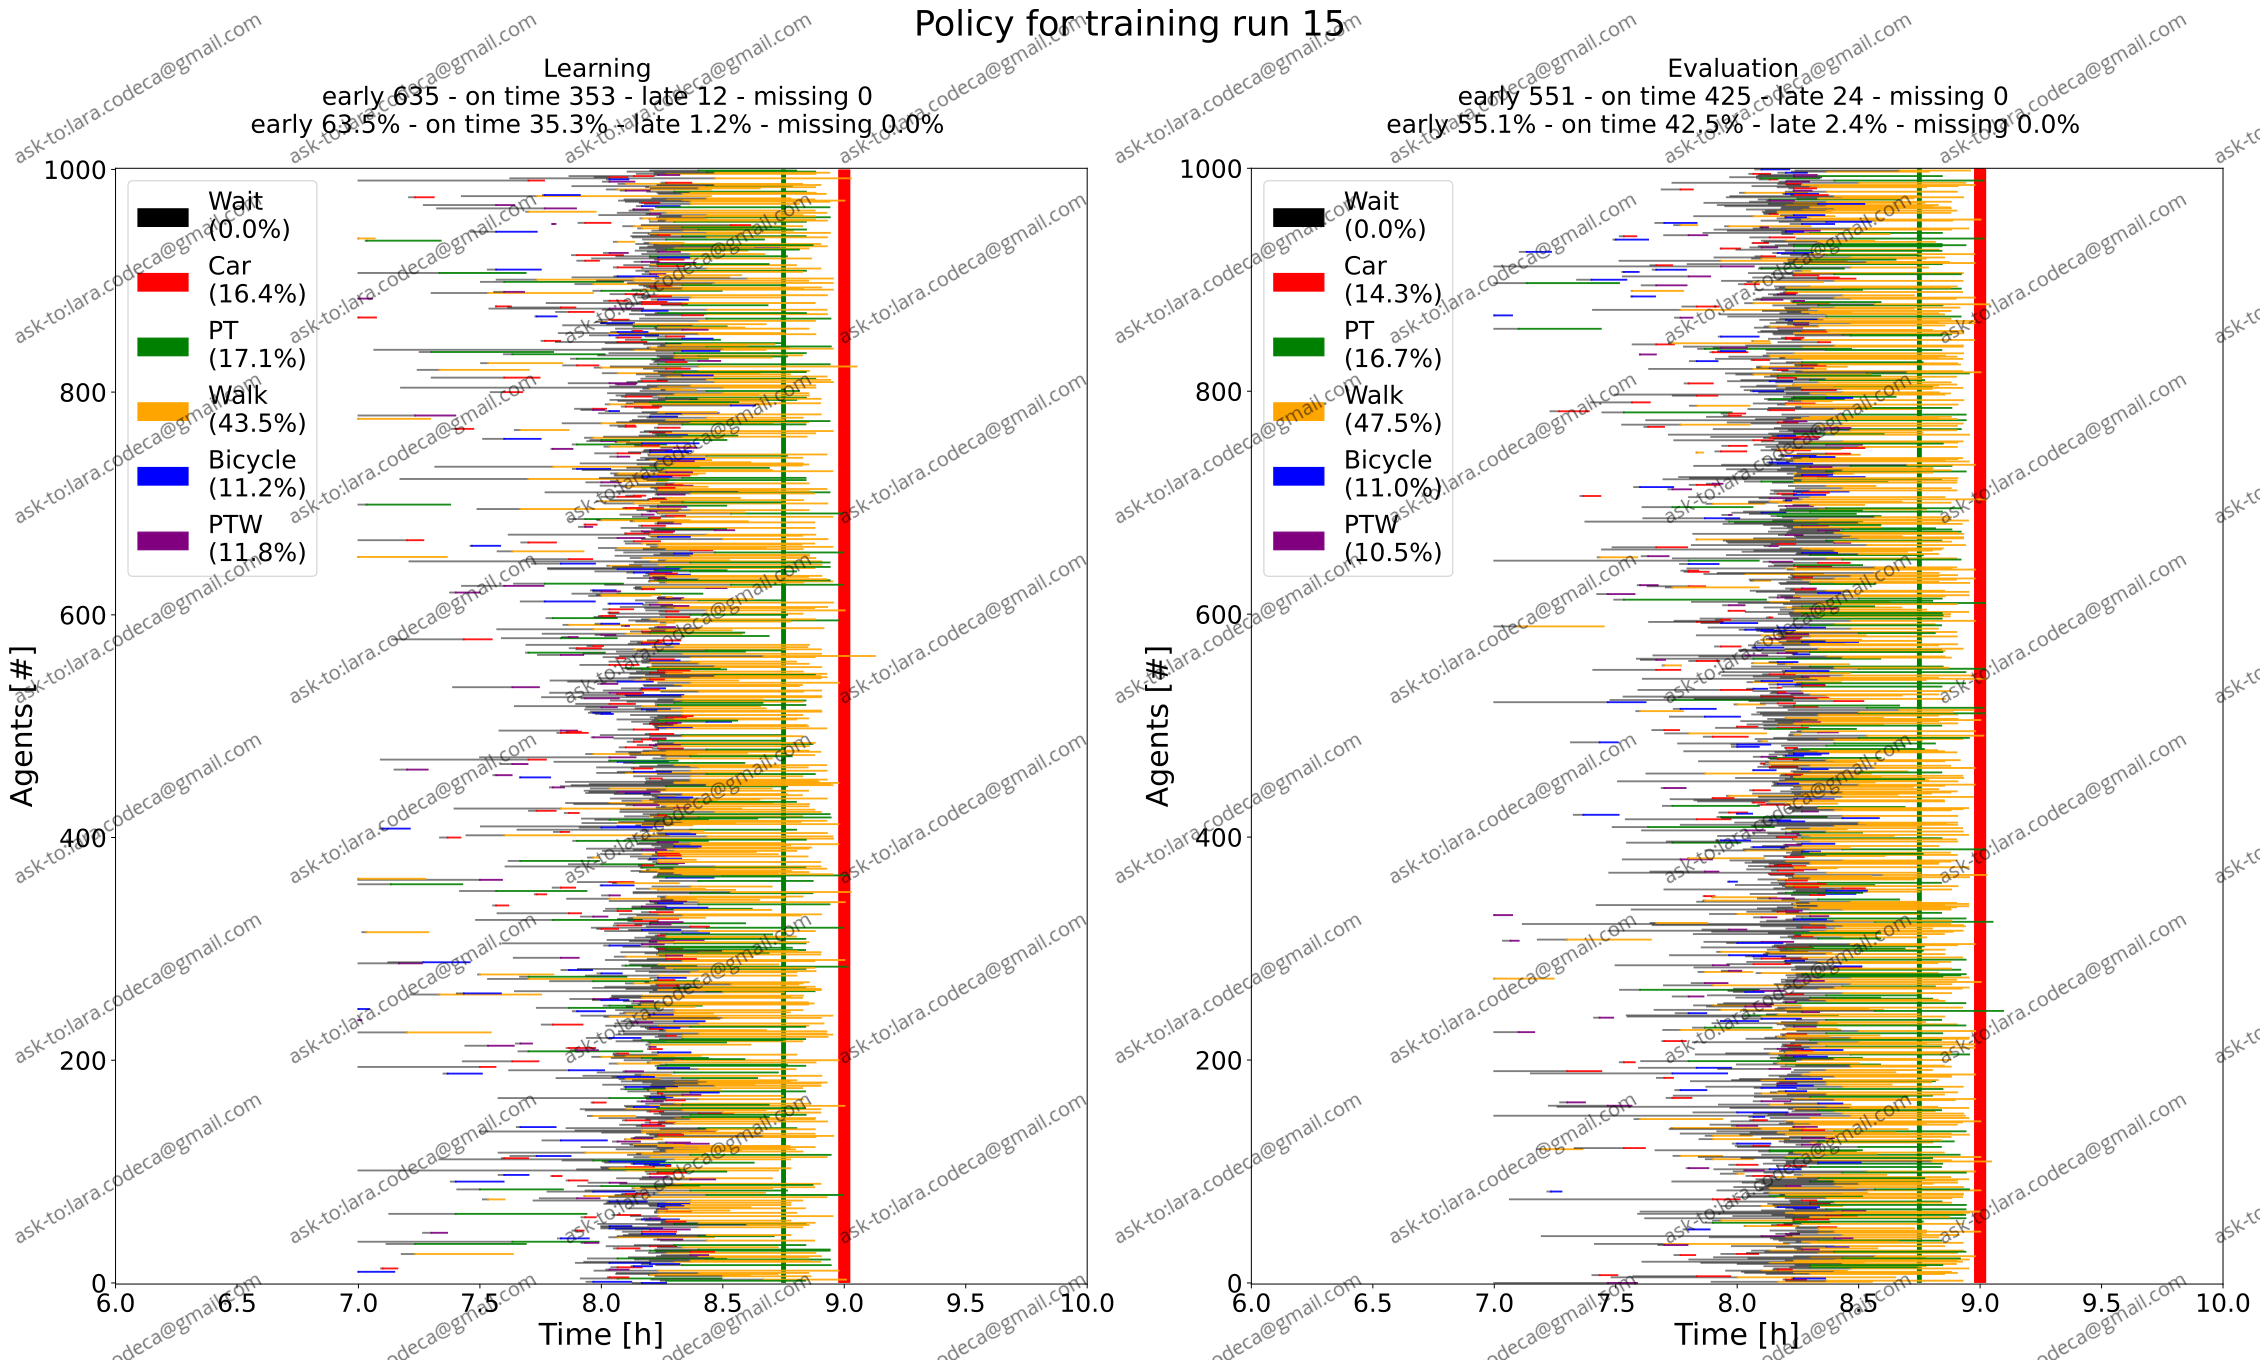 Policy for training run 15
Learning
early 635 - on time 353 - late 12 - missing 0
early 63.5% - on time 35.3% - late 1.2% - missing 0.0%
1000
800
600
400
200
0
Agents [#]
Wait
(0.0%)
Car
(16.4%)
PT
(17.1%)
Walk
(43.5%)
Bicycle
(11.2%)
PTW
(11.8%)
6.0 6.5 7.0 7.5 8.0 8.5 9.0 9.5 10.0
Time [h]
Evaluation
early 551 - on time 425 - late 24 - missing 0
early 55.1% - on time 42.5% - late 2.4% - missing 0.0%
1000
800
600
400
200
0
Agents [#]
Wait
(0.0%)
Car
(14.3%)
PT
(16.7%)
Walk
(47.5%)
Bicycle
(11.0%)
PTW
(10.5%)
6.0 6.5 7.0 7.5 8.0 8.5 9.0 9.5 10.0
Time [h]
ask-to:lara.codeca@gmail.com